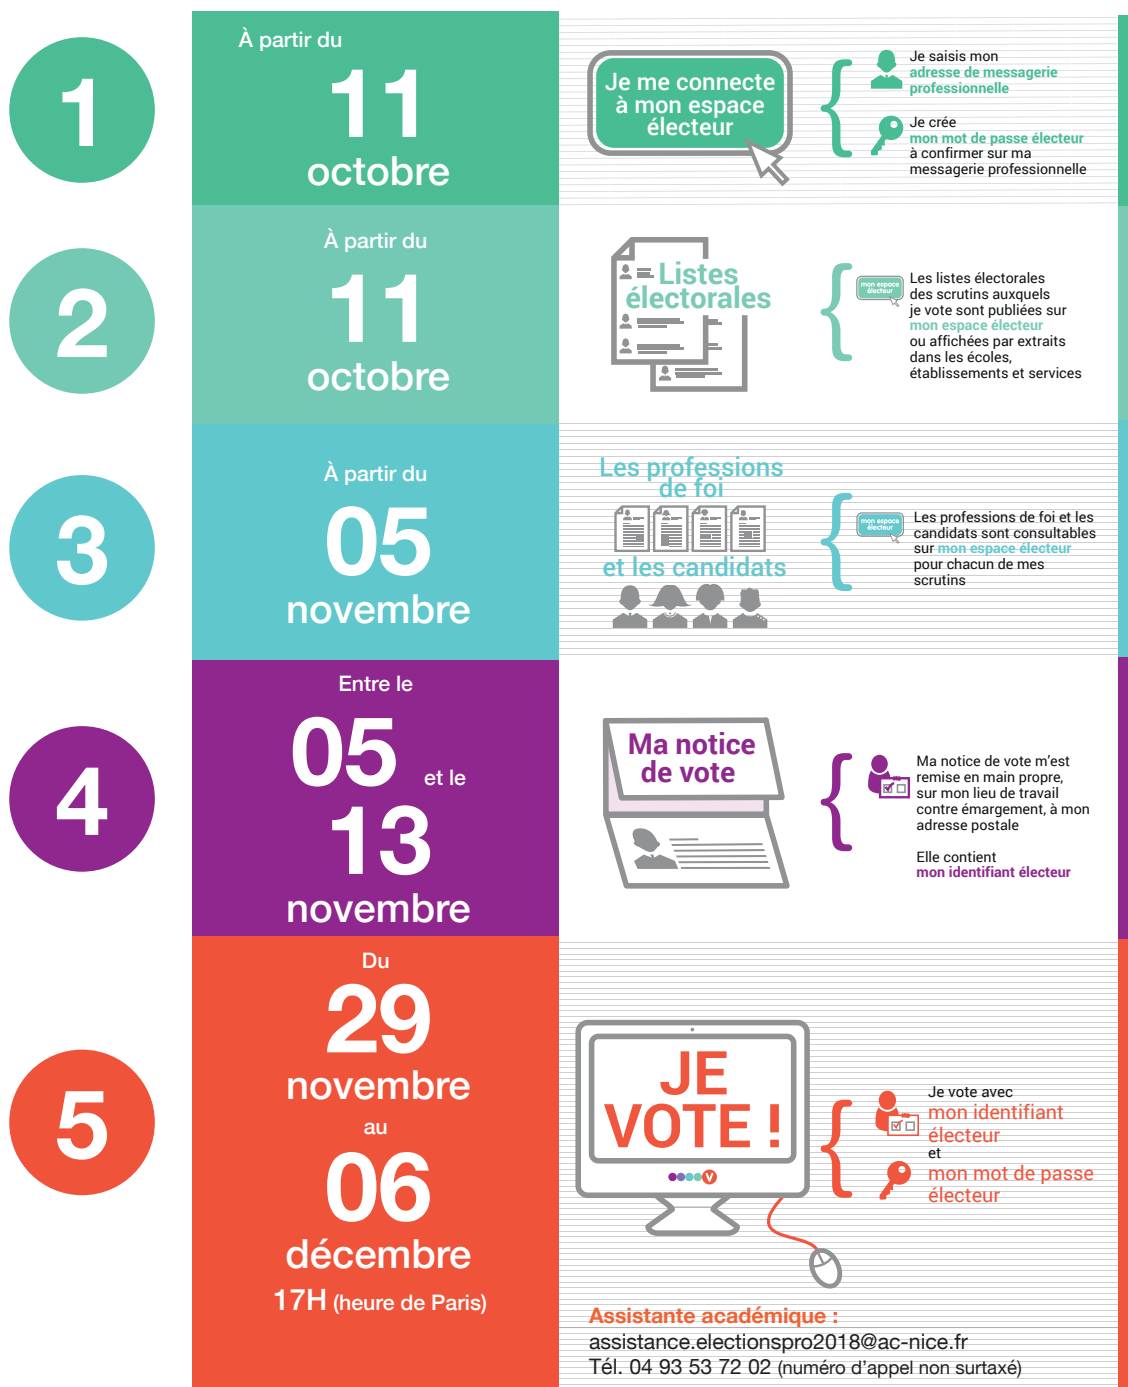 1
À partir du
11
octobre
Je me connecte
à mon espace
électeur
Je saisis mon
adresse de messagerie
professionnelle
Je crée
mon mot de passe électeur
à confirmer sur ma
messagerie professionnelle
2
À partir du
11
octobre
Listes
électorales
mon espace
électeur
Les listes électorales
des scrutins auxquels
je vote sont publiées sur
mon espace électeur
ou affichées par extraits
dans les écoles,
établissements et services
3
À partir du
05
novembre
Les professions
de foi
et les candidats
mon espace
électeur
Les professions de foi et les
candidats sont consultables
sur mon espace électeur
pour chacun de mes
scrutins
4
Entre le
05 et le
13
novembre
Ma notice
de vote
Ma notice de vote m'est
remise en main propre,
sur mon lieu de travail
contre émargement, à mon
adresse postale
Elle contient
mon identifiant électeur
5
Du
29
novembre
au
06
décembre
17H (heure de Paris)
JE
VOTE !
V
Je vote avec
mon identifiant
électeur
et
mon mot de passe
électeur
Assistante académique :
assistance.electionspro2018@ac-nice.fr
Tél. 04 93 53 72 02 (numéro d'appel non surtaxé)